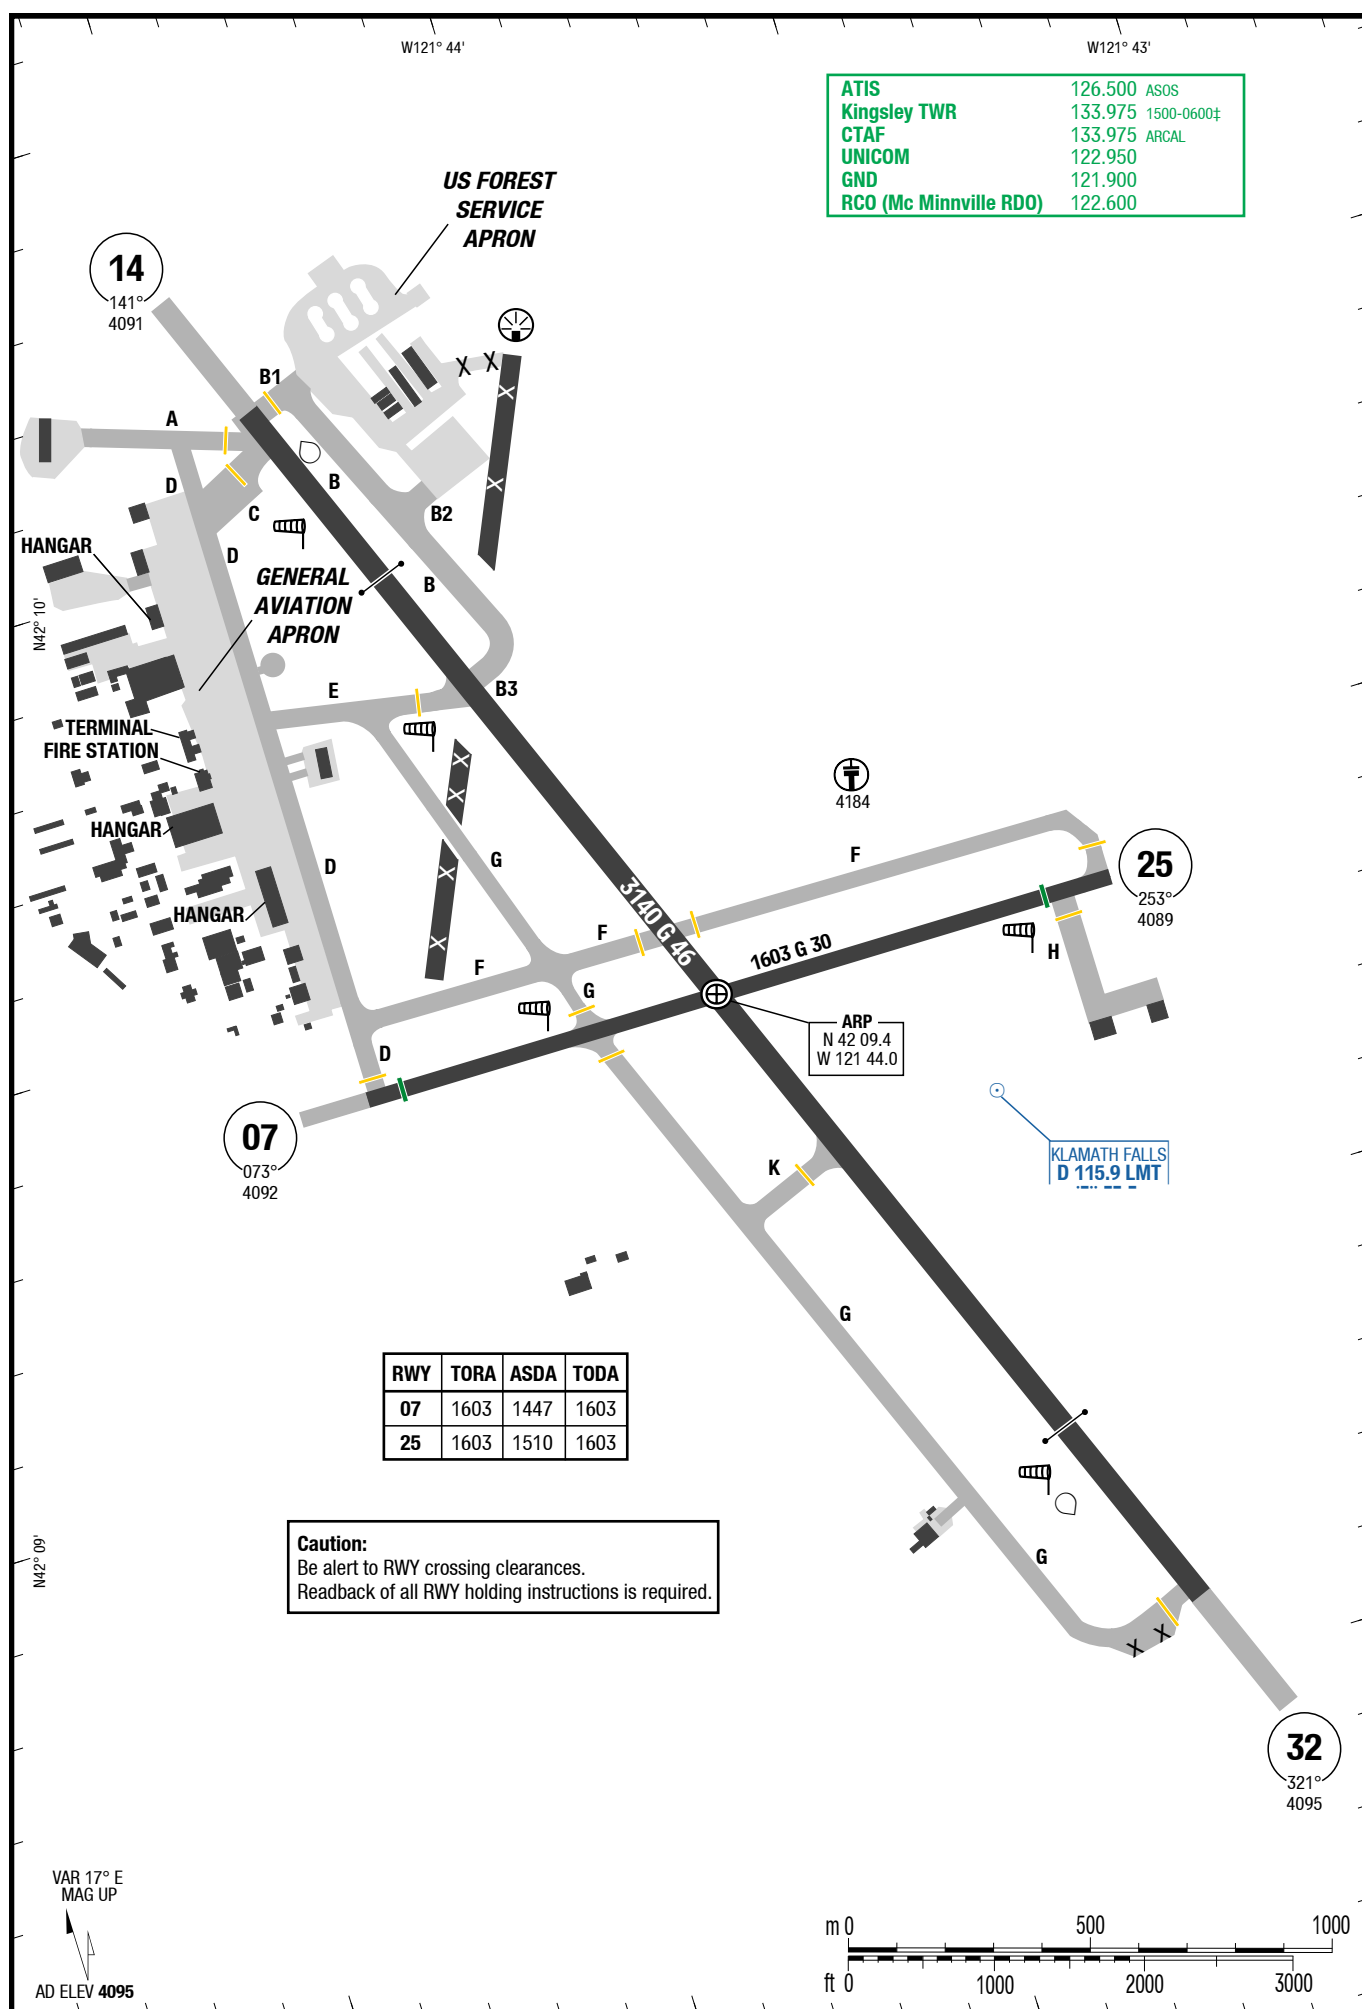 W121° 44'
W121° 43'
ATIS 126.500 ASOS
Kingsley TWR 133.975 1500-0600‡
CTAF 133.975 ARCAL
UNICOM 122.950
GND 121.900
RCO (Mc Minnville RDO) 122.600
US FOREST
SERVICE
APRON
14
141°
4091
B1
A
B
D
C
B2
D
HANGAR
B
GENERAL
AVIATION
APRON
N42° 10'
E
B3
TERMINAL
FIRE STATION
4184
HANGAR
F
G
25
253°
4089
D
3140 G 46
HANGAR
F
1603 G 30
H
F
G
ARP
N 42 09.4
W 121 44.0
D
07
073°
4092
K
KLAMATH FALLS
D 115.9 LMT
G
RWY TORA ASDA TODA
07 1603 1447 1603
25 1603 1510 1603
Caution:
Be alert to RWY crossing clearances.
Readback of all RWY holding instructions is required.
N42° 09'
G
32
321°
4095
VAR 17° E
MAG UP
AD ELEV 4095
m 0 500 1000
ft 0 1000 2000 3000